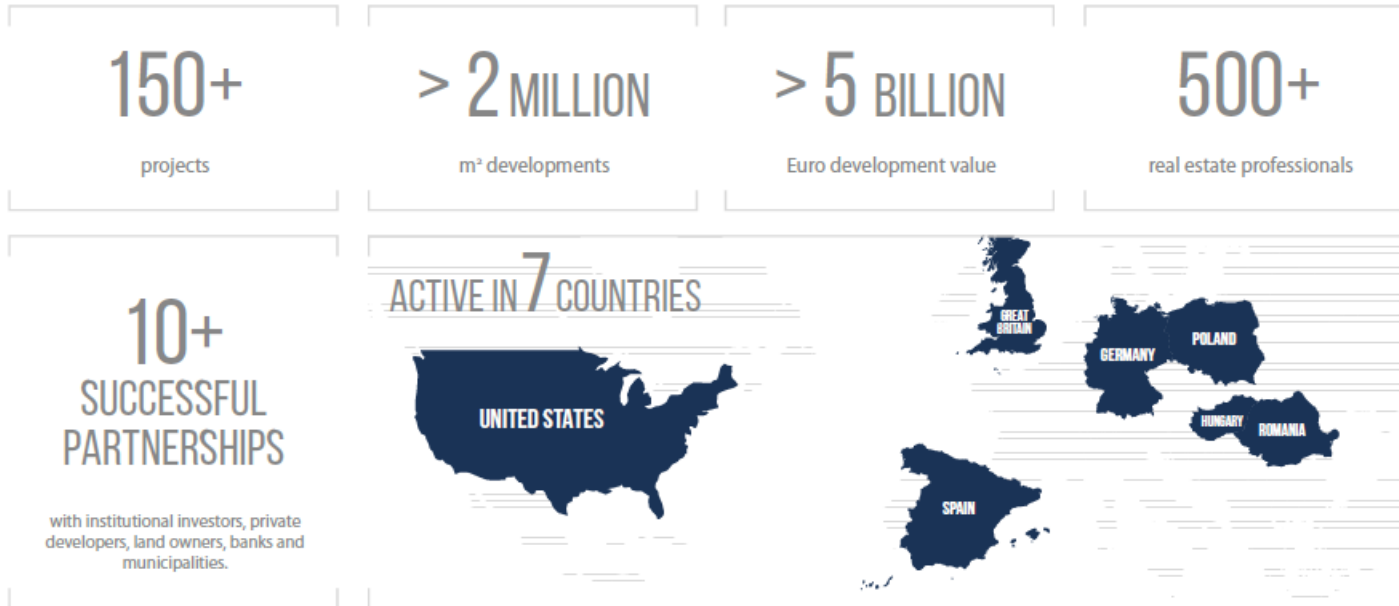 150+
projects
> 2 MILLION
m² developments
> 5 BILLION
Euro development value
500+
real estate professionals
10+
SUCCESSFUL
PARTNERSHIPS
with institutional investors, private
developers, land owners, banks and
municipalities.
ACTIVE IN 7 COUNTRIES
UNITED STATES
GREAT
BRITAIN
GERMANY
POLAND
HUNGARY
ROMANIA
SPAIN